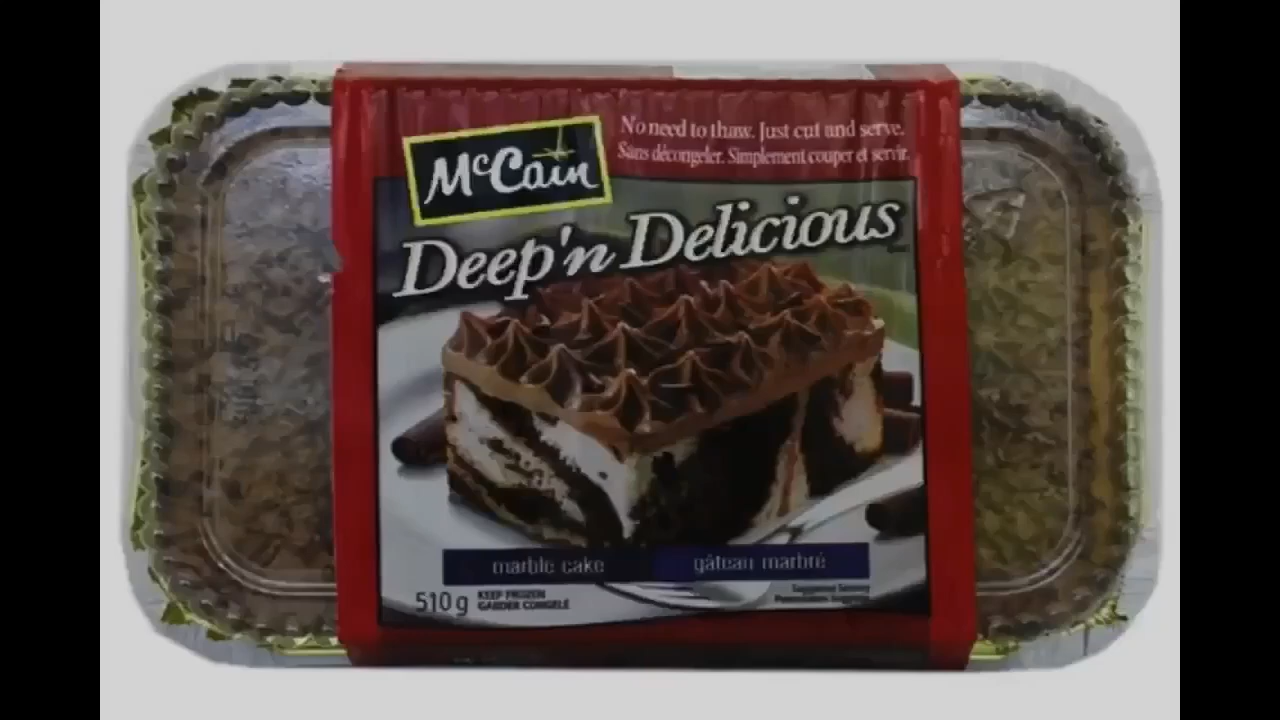 No need to thaw. Just cut and serve.
Sans décongeler. Simplement couper et servir.
McCain
Deep'n Delicious
marble cake gâteau marbré
510 g
KEEP FROZEN
GARDER CONGELÉ